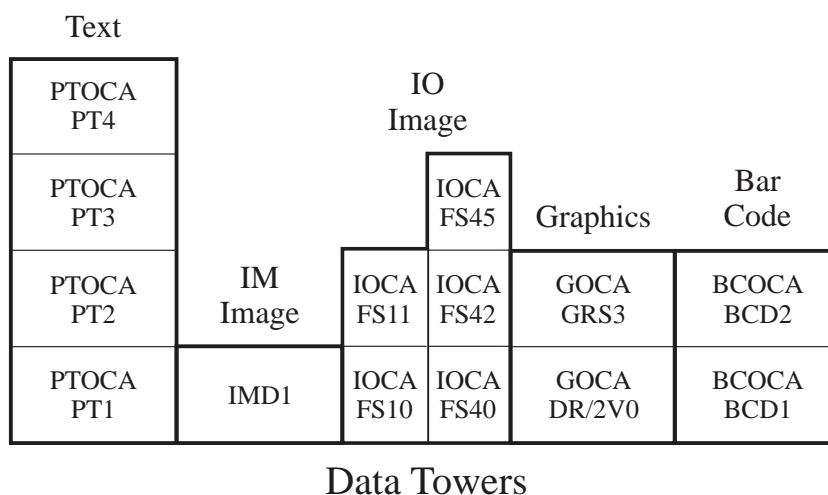 Text
PTOCA
PT4
PTOCA
PT3
PTOCA
PT2
PTOCA
PT1
IM
Image
IMD1
IO
Image
IOCA
FS11
IOCA
FS10
IOCA
FS45
IOCA
FS42
IOCA
FS40
Graphics
GOCA
GRS3
GOCA
DR/2V0
Bar
Code
BCOCA
BCD2
BCOCA
BCD1
Data Towers